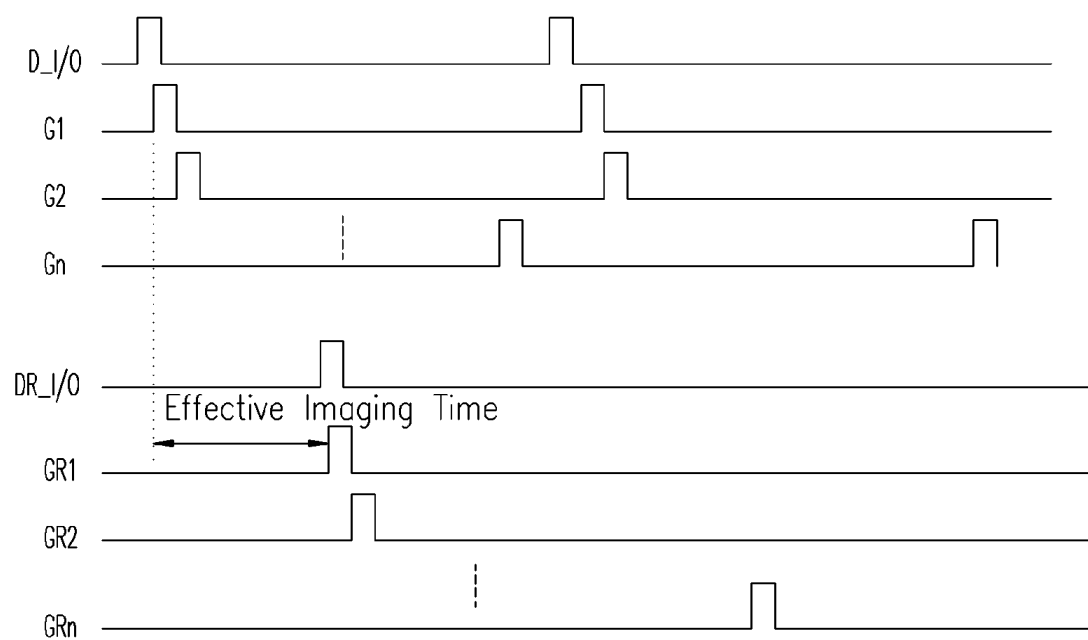 D_I/O
G1
G2
Gn
DR_I/O
Effective Imaging Time
GR1
GR2
GRn